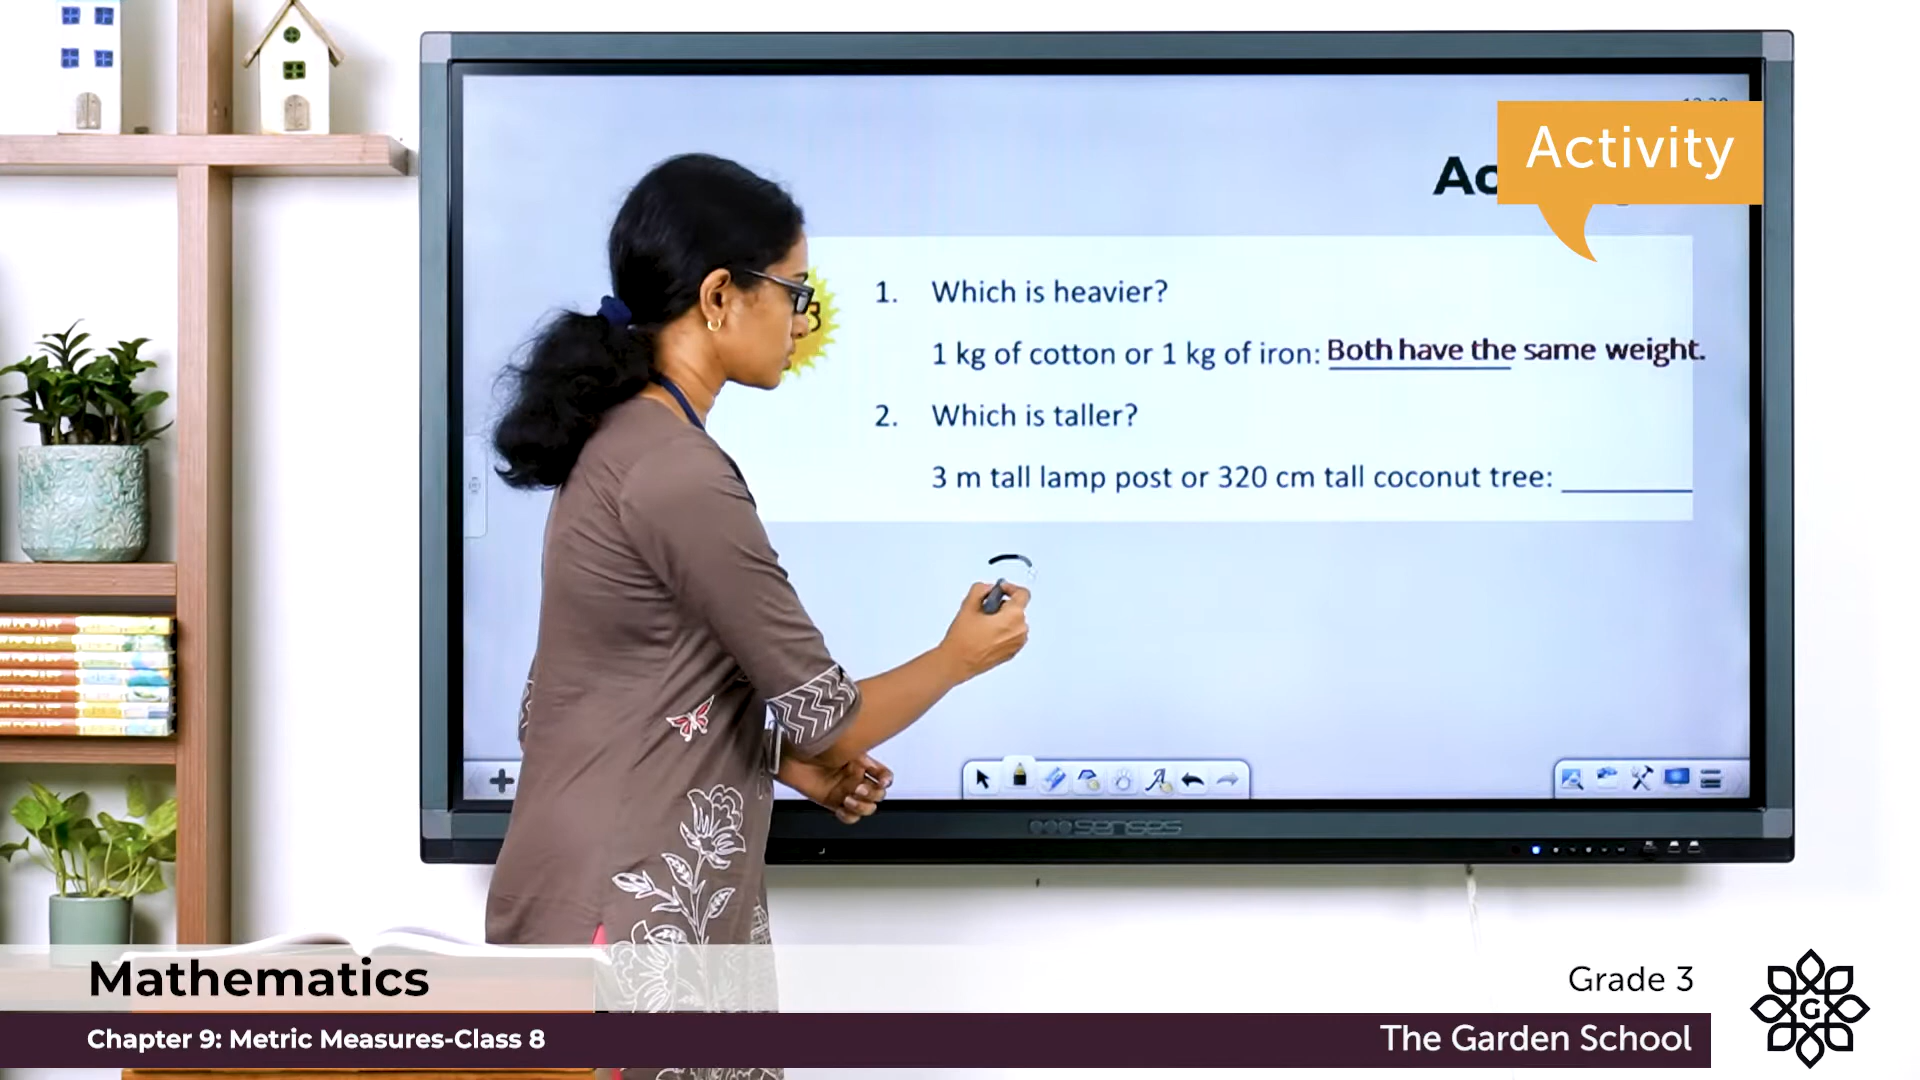 Activity
1. Which is heavier?
1 kg of cotton or 1 kg of iron: Both have the same weight.
2. Which is taller?
3 m tall lamp post or 320 cm tall coconut tree: ________
senses
Mathematics
Grade 3
Chapter 9: Metric Measures-Class 8
The Garden School
G